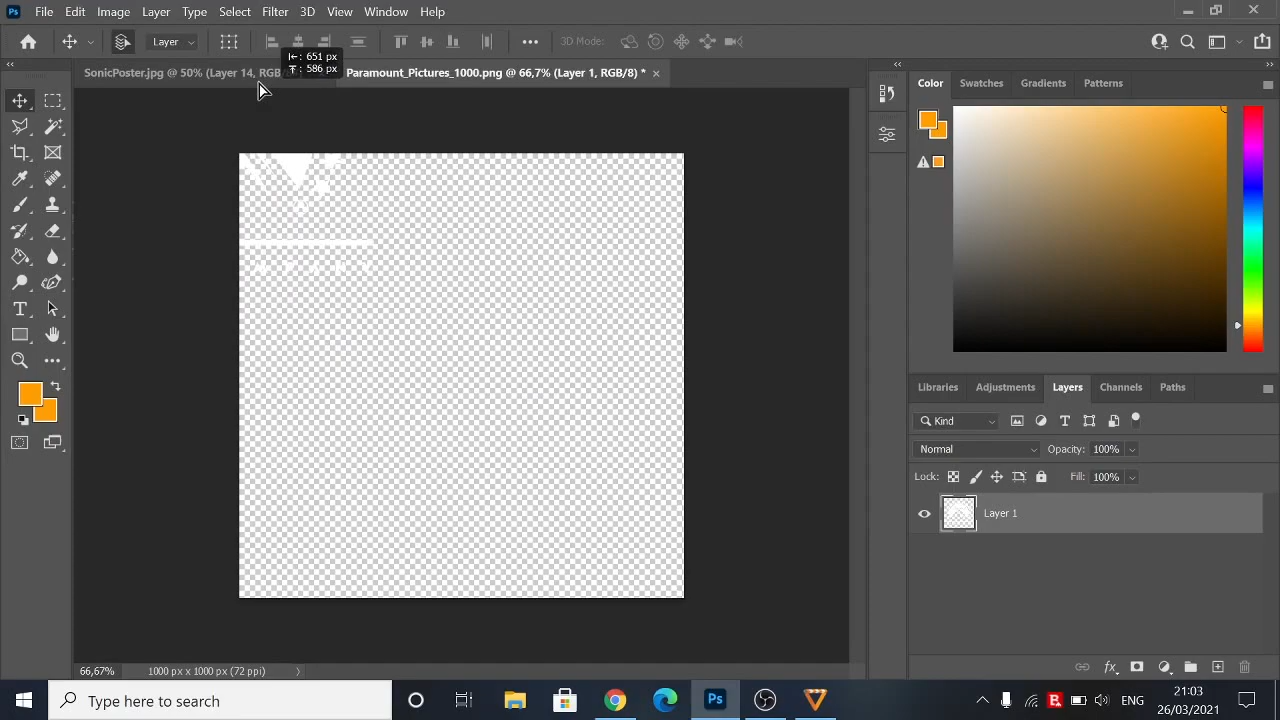 Ps File Edit Image Layer Type Select Filter 3D View Window Help
Layer 3D Mode:
651 px
586 px
SonicPoster.jpg @ 50% (Layer 14, RGB Paramount_Pictures_1000.png @ 66,7% (Layer 1, RGB/8) *
Color Swatches Gradients Patterns
Libraries Adjustments Layers Channels Paths
Kind
Normal Opacity: 100%
Lock: Fill: 100%
Layer 1
fx
66,67% 1000 px x 1000 px (72 ppi)
Type here to search
Ps
ENG
21:03
26/03/2021